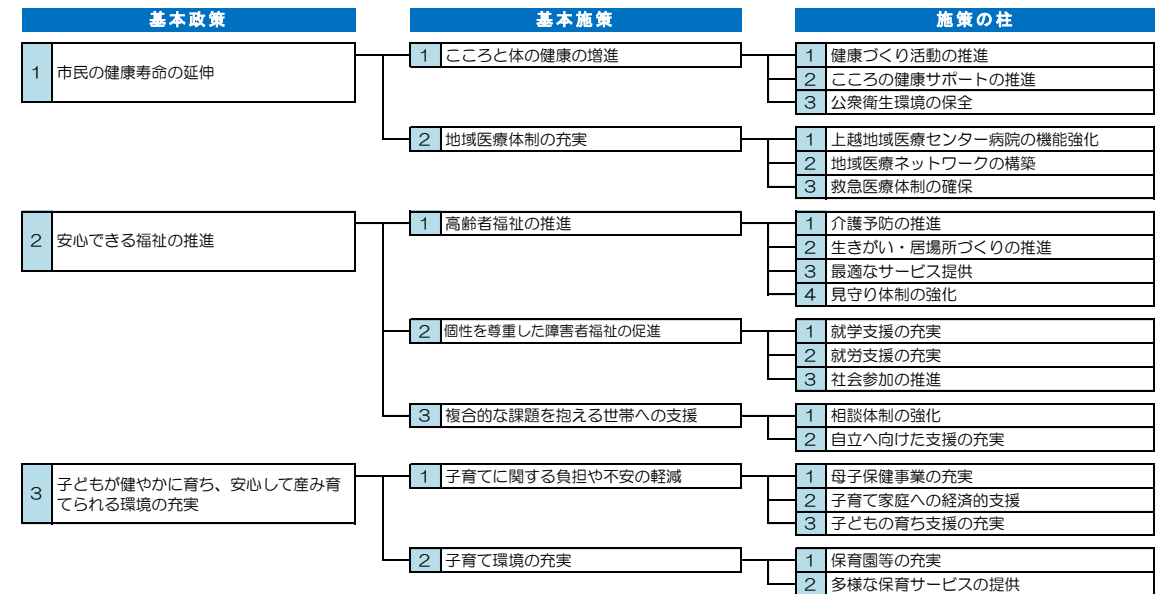 基本政策
基本施策
施策の柱
1 市民の健康寿命の延伸
1 こころと体の健康の増進
1 健康づくり活動の推進
2 こころの健康サポートの推進
3 公衆衛生環境の保全
2 地域医療体制の充実
1 上越地域医療センター病院の機能強化
2 地域医療ネットワークの構築
3 救急医療体制の確保
2 安心できる福祉の推進
1 高齢者福祉の推進
1 介護予防の推進
2 生きがい・居場所づくりの推進
3 最適なサービス提供
4 見守り体制の強化
2 個性を尊重した障害者福祉の促進
1 就学支援の充実
2 就労支援の充実
3 社会参加の推進
3 複合的な課題を抱える世帯への支援
1 相談体制の強化
2 自立へ向けた支援の充実
3 子どもが健やかに育ち、安心して産み育
てられる環境の充実
1 子育てに関する負担や不安の軽減
1 母子保健事業の充実
2 子育て家庭への経済的支援
3 子どもの育ち支援の充実
2 子育て環境の充実
1 保育園等の充実
2 多様な保育サービスの提供